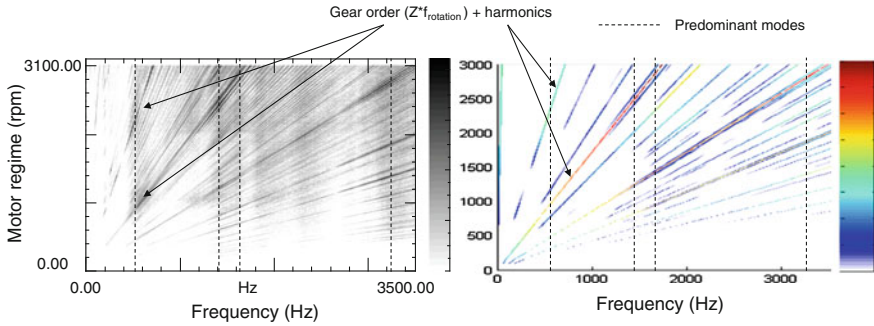 Gear order (Z*f_rotation) + harmonics
Predominant modes
3100.00
Motor regime (rpm)
0.00
0.00
Hz
3500.00
Frequency (Hz)
3000
2500
2000
1500
1000
500
0
0
1000
2000
3000
Frequency (Hz)